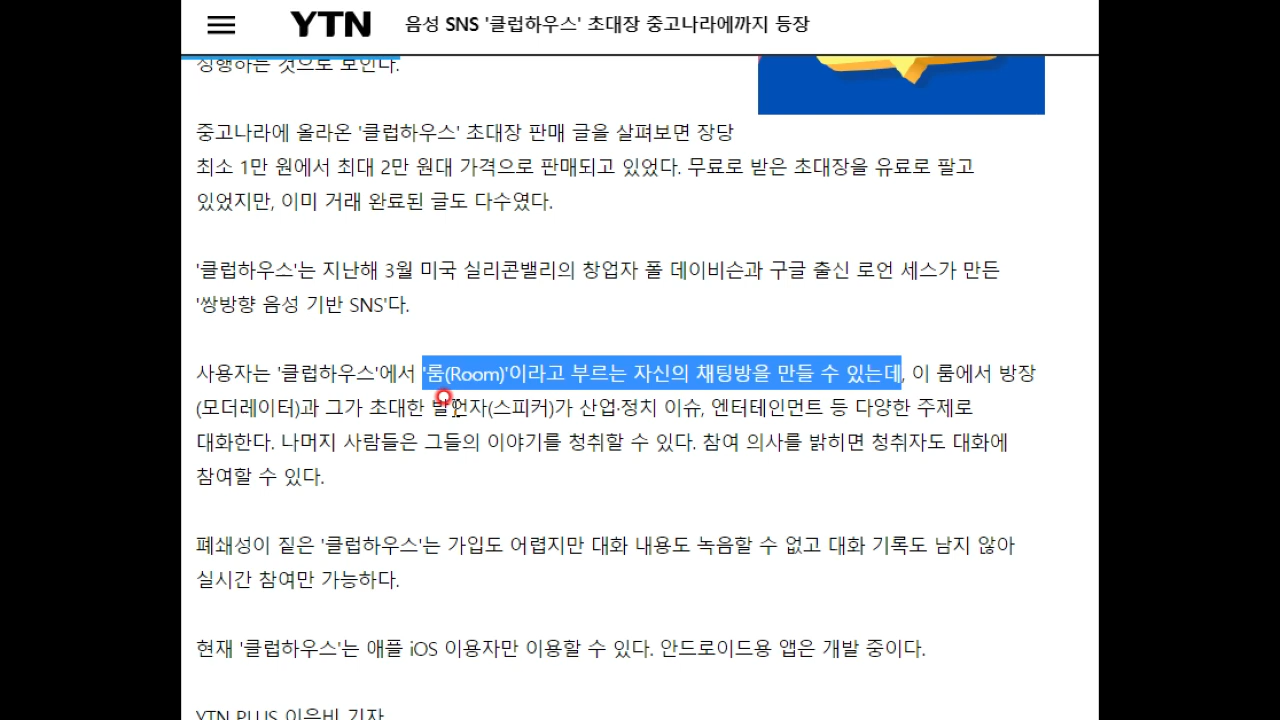 YTN 음성 SNS '클럽하우스' 초대장 중고나라에까지 등장
성행하는 것으로 보인다.
중고나라에 올라온 '클럽하우스' 초대장 판매 글을 살펴보면 장당
최소 1만 원에서 최대 2만 원대 가격으로 판매되고 있었다. 무료로 받은 초대장을 유료로 팔고
있었지만, 이미 거래 완료된 글도 다수였다.
'클럽하우스'는 지난해 3월 미국 실리콘밸리의 창업자 폴 데이비슨과 구글 출신 로언 세스가 만든
'쌍방향 음성 기반 SNS'다.
사용자는 '클럽하우스'에서 '룸(Room)'이라고 부르는 자신의 채팅방을 만들 수 있는데, 이 룸에서 방장
(모더레이터)과 그가 초대한 발언자(스피커)가 산업·정치 이슈, 엔터테인먼트 등 다양한 주제로
대화한다. 나머지 사람들은 그들의 이야기를 청취할 수 있다. 참여 의사를 밝히면 청취자도 대화에
참여할 수 있다.
폐쇄성이 짙은 '클럽하우스'는 가입도 어렵지만 대화 내용도 녹음할 수 없고 대화 기록도 남지 않아
실시간 참여만 가능하다.
현재 '클럽하우스'는 애플 iOS 이용자만 이용할 수 있다. 안드로이드용 앱은 개발 중이다.
YTN PLUS 이은비 기자